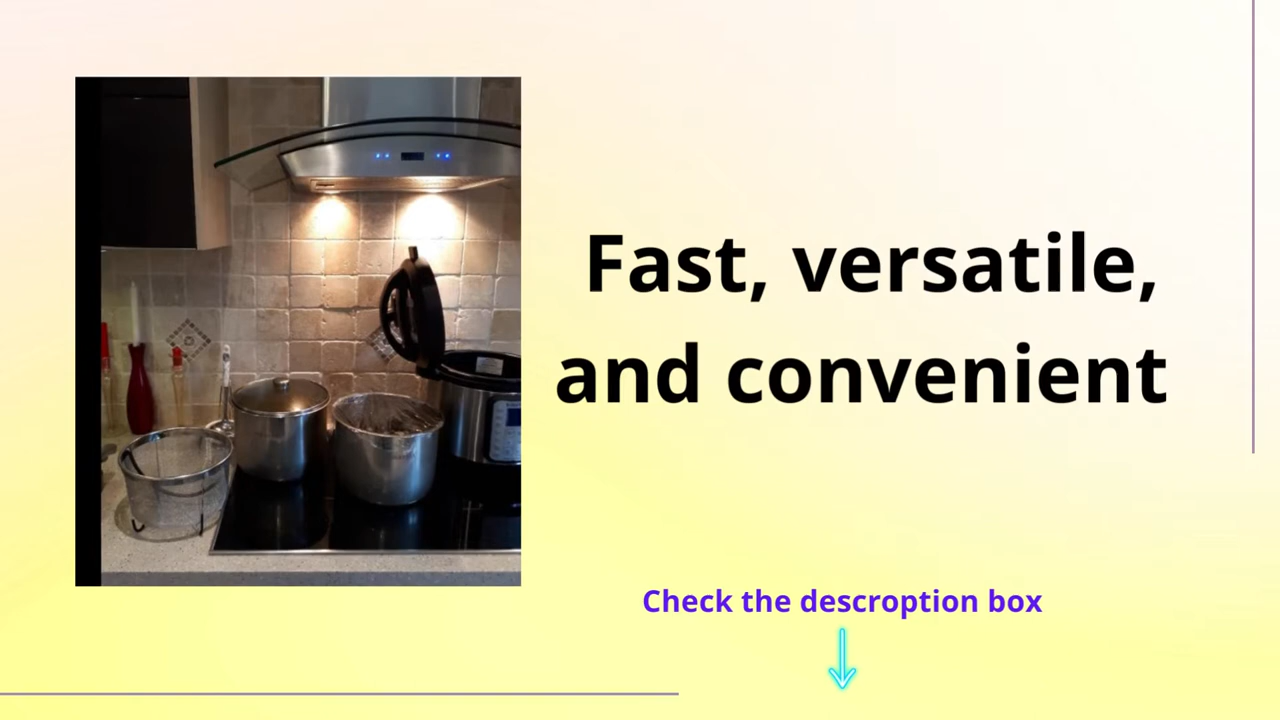 Fast, versatile,
and convenient
Check the descroption box